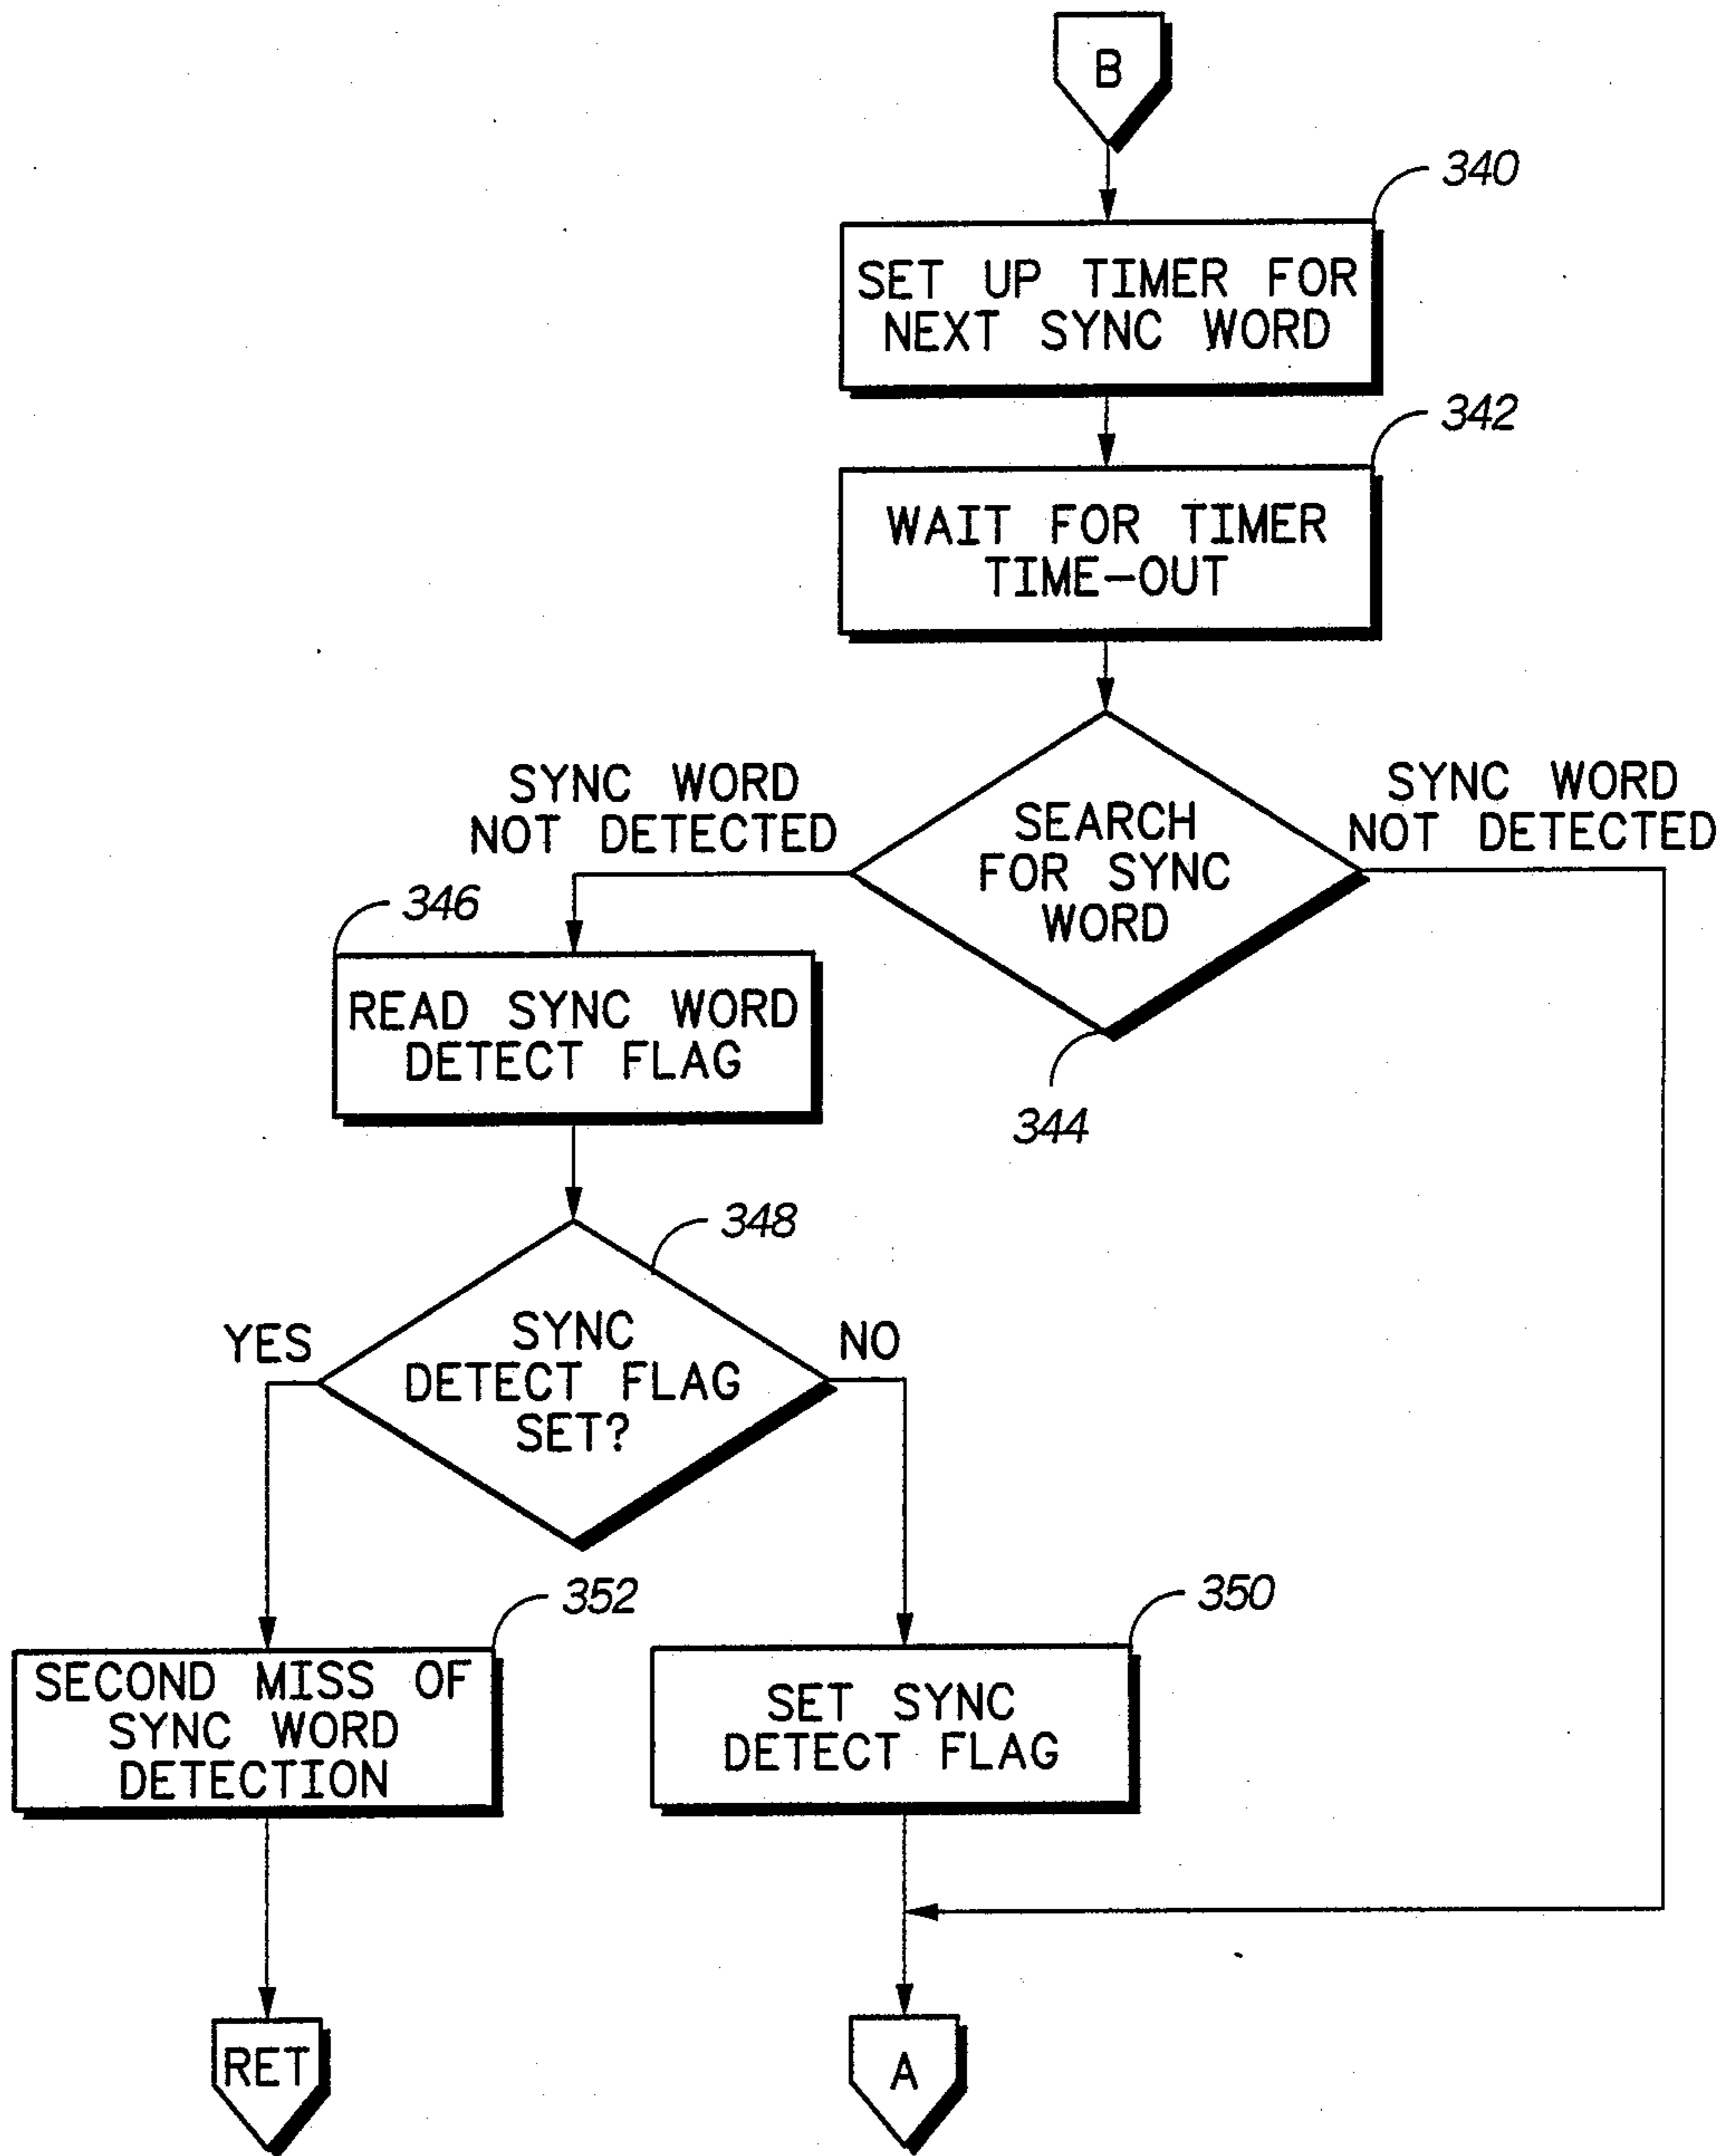 B
340
SET UP TIMER FOR
NEXT SYNC WORD
342
WAIT FOR TIMER
TIME-OUT
SYNC WORD
NOT DETECTED
SEARCH
FOR SYNC
WORD
SYNC WORD
NOT DETECTED
344
346
READ SYNC WORD
DETECT FLAG
348
YES
SYNC
DETECT FLAG
SET?
NO
352
SECOND MISS OF
SYNC WORD
DETECTION
350
SET SYNC
DETECT FLAG
RET
A